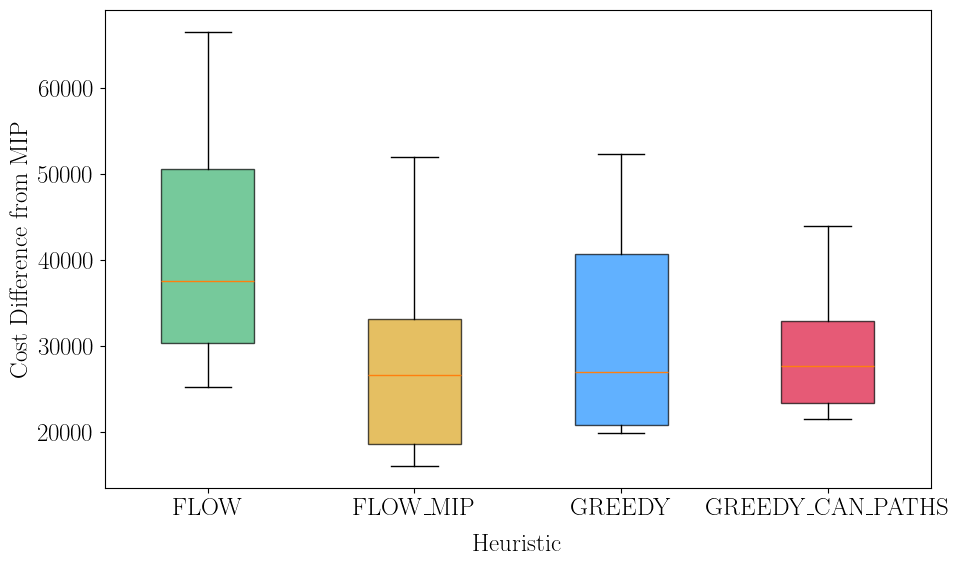 Cost Difference from MIP
60000
50000
40000
30000
20000
FLOW
FLOW_MIP
GREEDY
GREEDY_CAN_PATHS
Heuristic